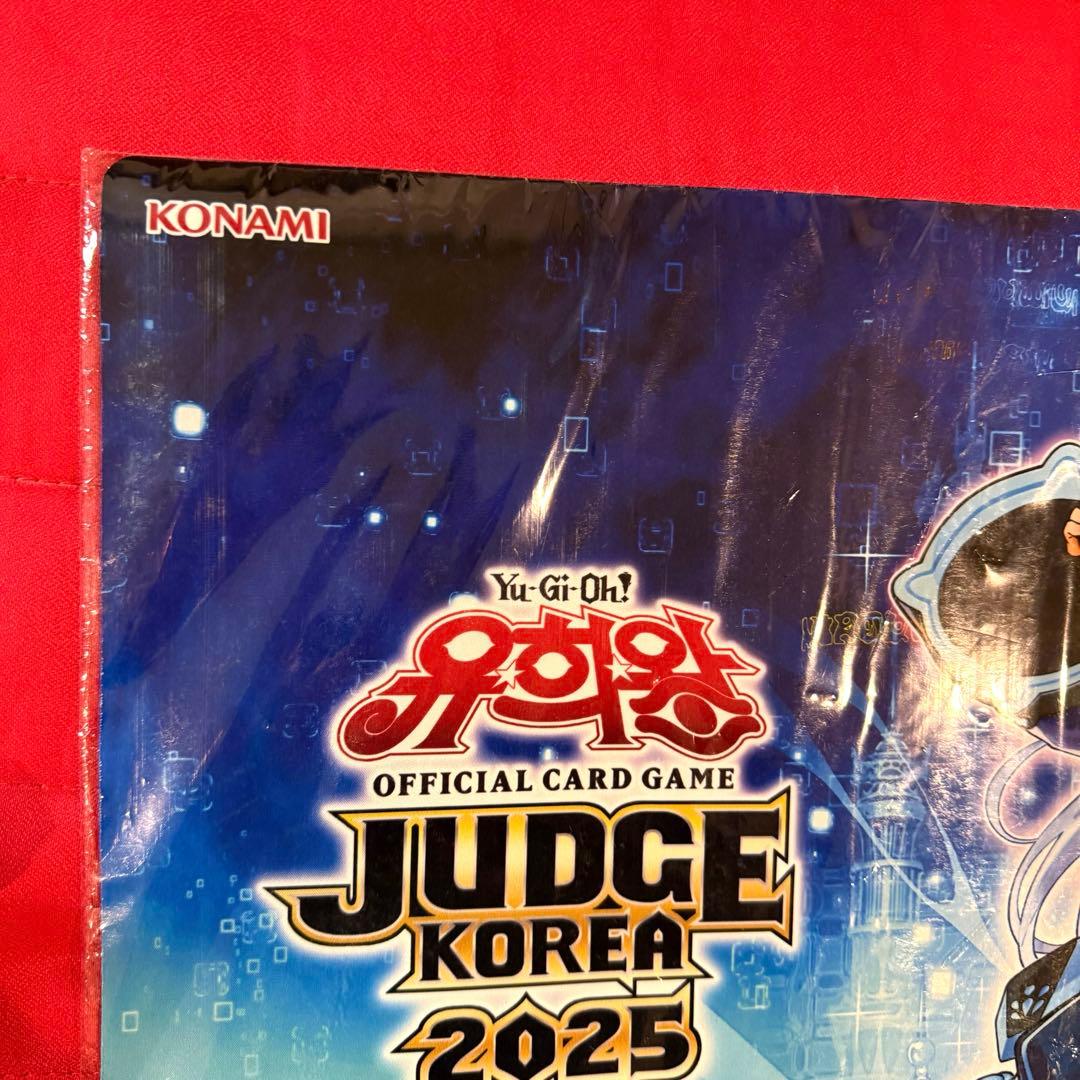 KONAMI
Yu-Gi-Oh!
유희왕
OFFICIAL CARD GAME
JUDGE
KOREA
2025